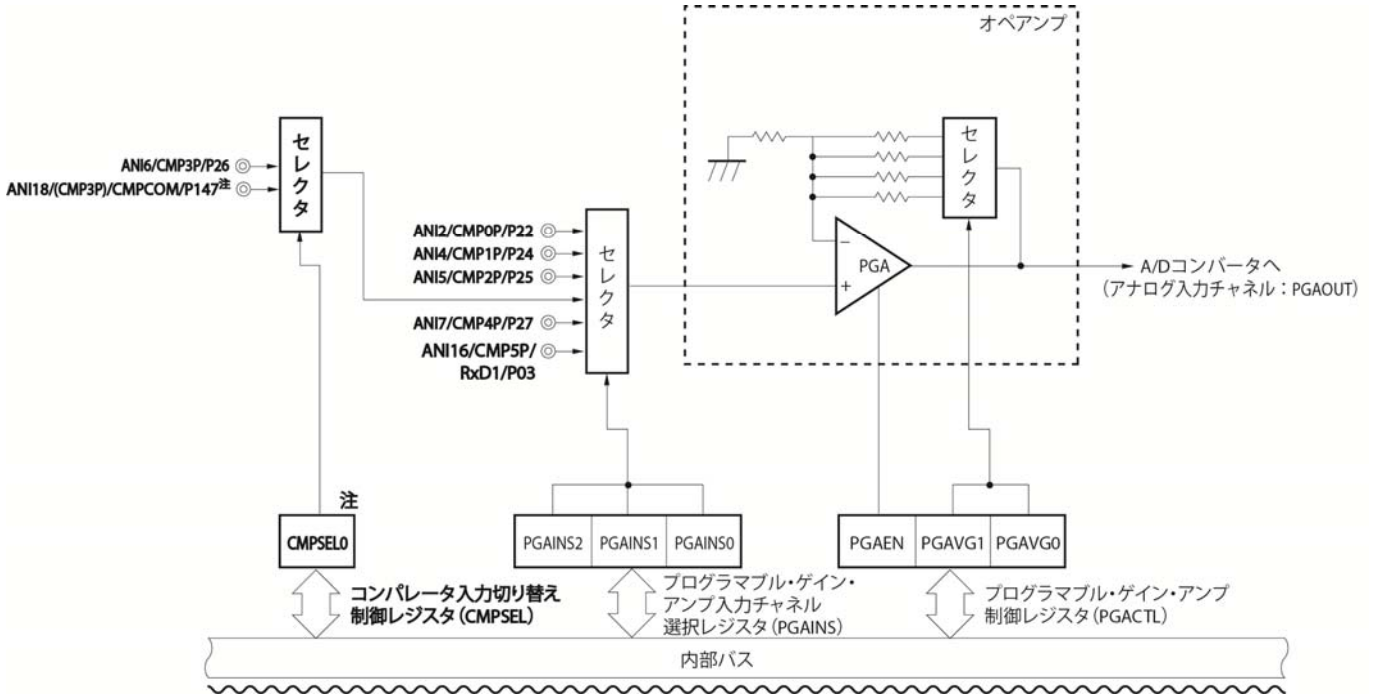 オペアンプ
セレクタ
ANI6/CMP3P/P26
ANI18/(CMP3P)/CMPCOM/P147注
セレクタ
ANI2/CMP0P/P22
ANI4/CMP1P/P24
ANI5/CMP2P/P25
ANI7/CMP4P/P27
ANI16/CMP5P/
RxD1/P03
セレクタ
−
PGA
+
A/Dコンバータへ
(アナログ入力チャネル:PGAOUT)
注
CMPSEL0
PGAINS2 PGAINS1 PGAINS0
PGAEN PGAVG1 PGAVG0
コンパレータ入力切り替え
制御レジスタ(CMPSEL)
プログラマブル・ゲイン・
アンプ入力チャネル
選択レジスタ(PGAINS)
プログラマブル・ゲイン・アンプ
制御レジスタ(PGACTL)
内部バス